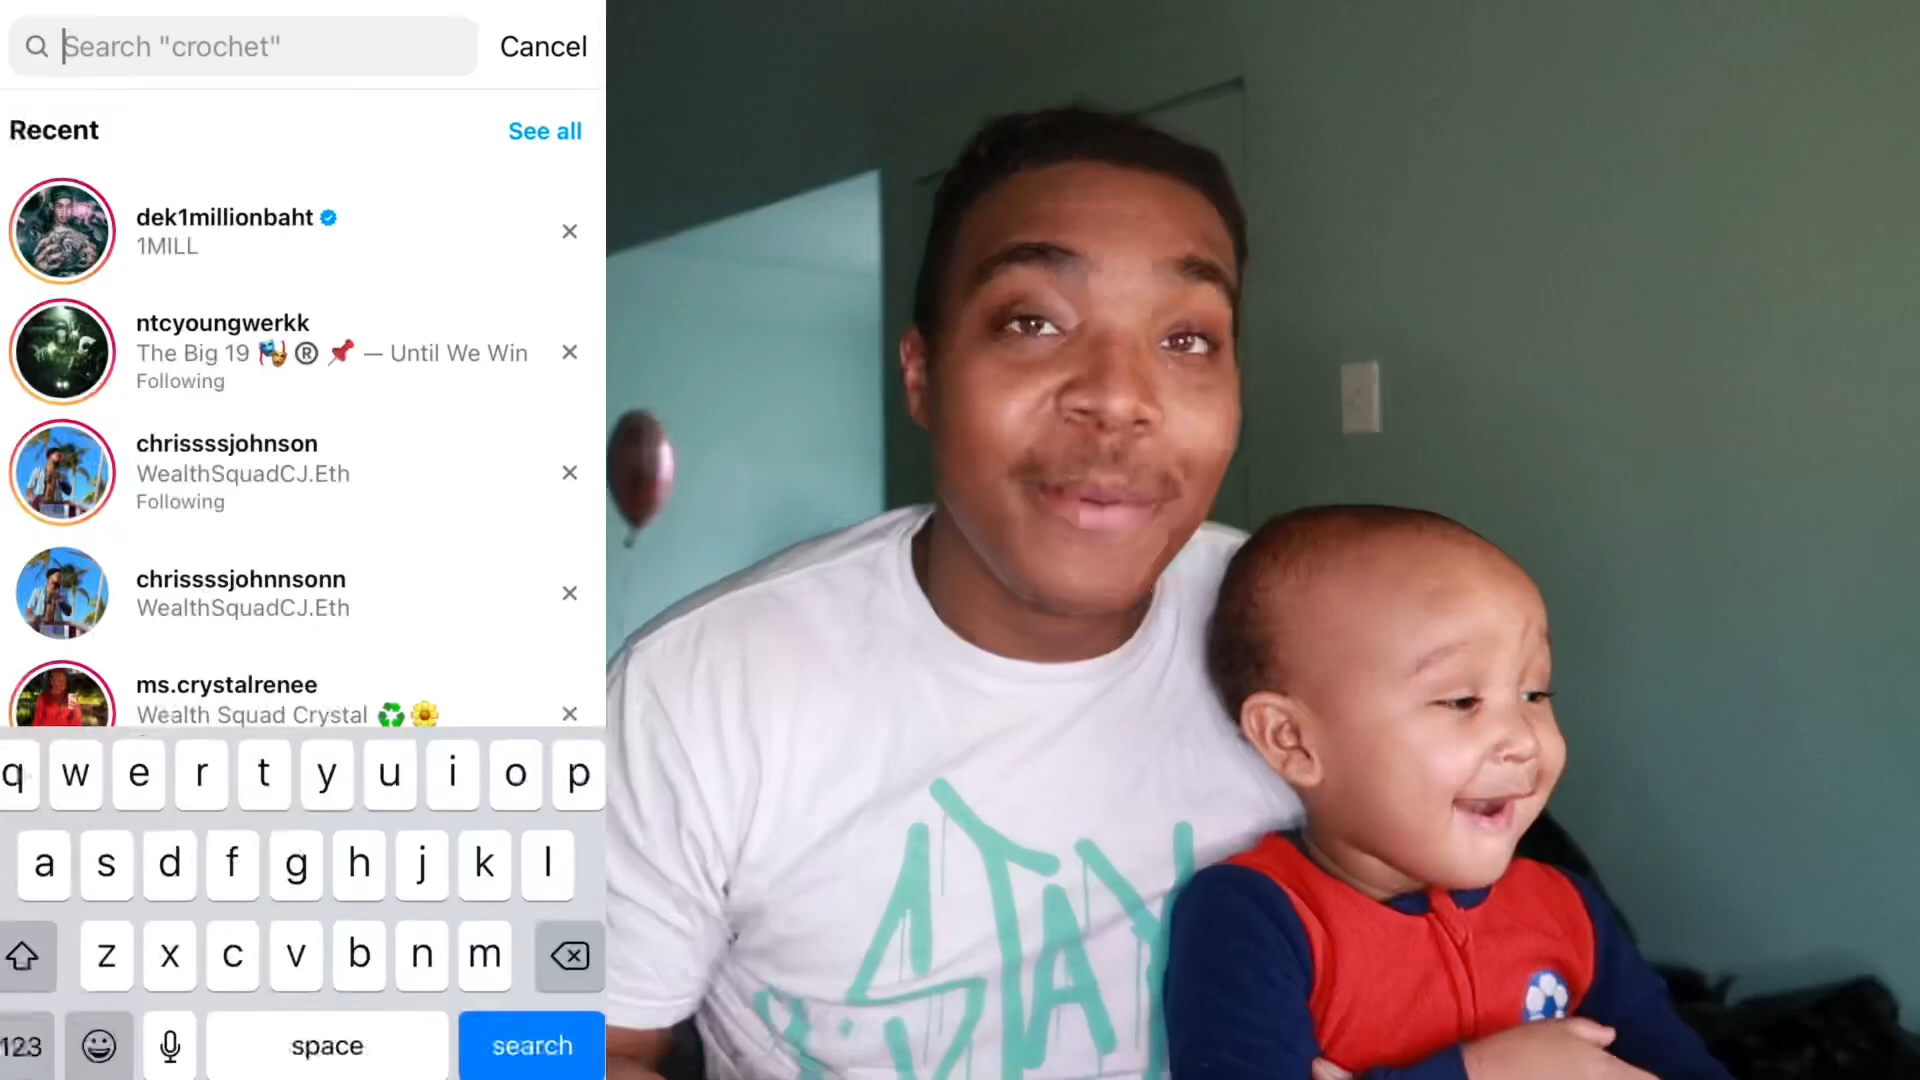 Search "crochet"
Cancel
Recent
See all
dek1millionbaht
1MILL
ntcyoungwerkk
The Big 19 🎭 ® 📌 — Until We Win
Following
chrissssjohnson
WealthSquadCJ.Eth
Following
chrissssjohnnsonn
WealthSquadCJ.Eth
ms.crystalrenee
Wealth Squad Crystal ♻️🌼
q w e r t y u i o p
a s d f g h j k l
z x c v b n m
123
space
search
STAY